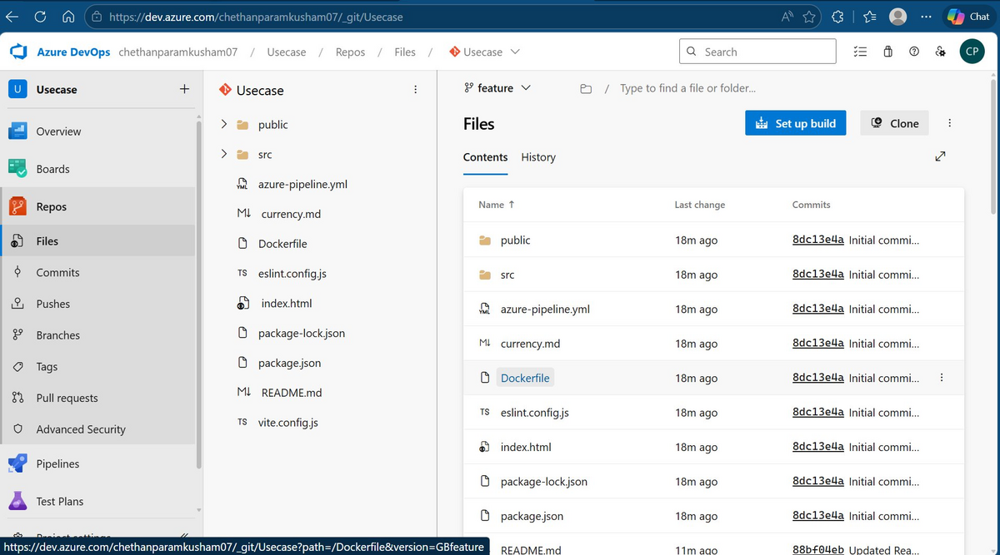 https://dev.azure.com/chethanparamkusham07/_git/Usecase
Chat
Azure DevOps chethanparamkusham07 / Usecase / Repos / Files / Usecase
Search
CP
U Usecase +
Overview
Boards
Repos
Files
Commits
Pushes
Branches
Tags
Pull requests
Advanced Security
Pipelines
Test Plans
Project settings
Usecase
public
src
YML azure-pipeline.yml
M↓ currency.md
Dockerfile
TS eslint.config.js
index.html
package-lock.json
package.json
M↓ README.md
TS vite.config.js
feature / Type to find a file or folder...
Files
Set up build
Clone
Contents History
Name ↑ Last change Commits
public 18m ago 8dc13e4a Initial commi...
src 18m ago 8dc13e4a Initial commi...
YML azure-pipeline.yml 18m ago 8dc13e4a Initial commi...
M↓ currency.md 18m ago 8dc13e4a Initial commi...
Dockerfile 18m ago 8dc13e4a Initial commi...
TS eslint.config.js 18m ago 8dc13e4a Initial commi...
index.html 18m ago 8dc13e4a Initial commi...
package-lock.json 18m ago 8dc13e4a Initial commi...
package.json 18m ago 8dc13e4a Initial commi...
README.md 11m ago 88bf04eb Updated Rea...
https://dev.azure.com/chethanparamkusham07/_git/Usecase?path=/Dockerfile&version=GBfeature